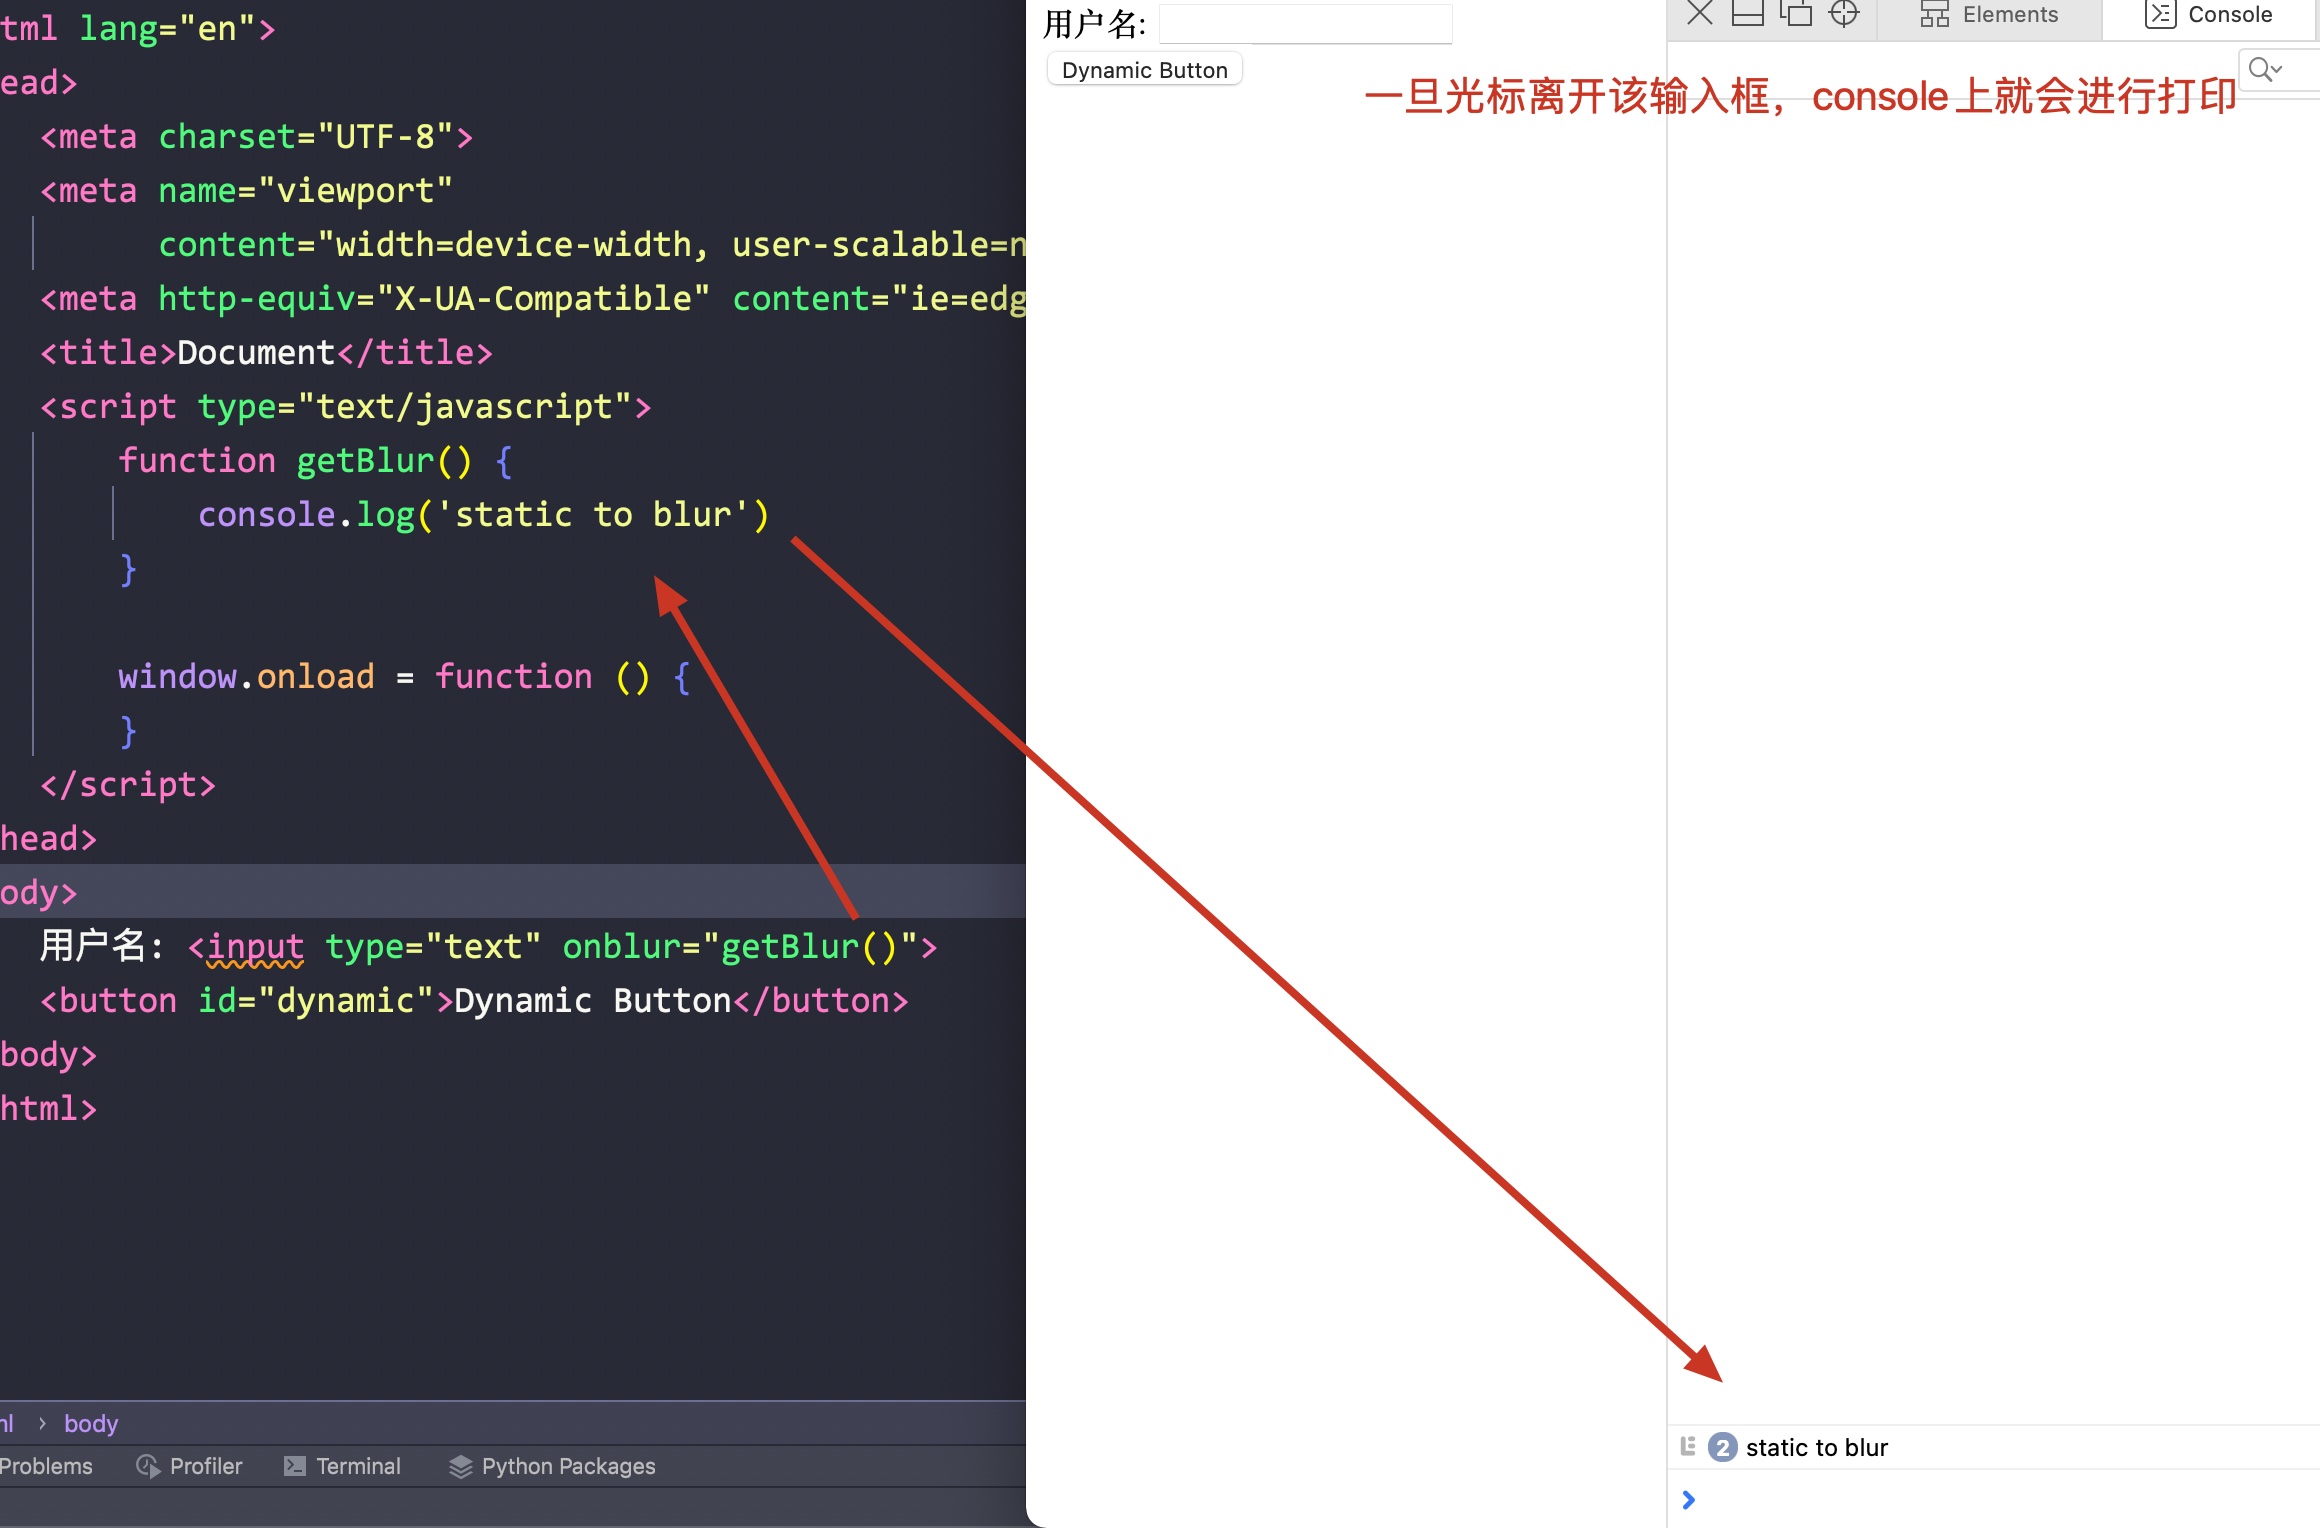 tml lang="en">
ead>
<meta charset="UTF-8">
<meta name="viewport"
content="width=device-width, user-scalable=n
<meta http-equiv="X-UA-Compatible" content="ie=edg
<title>Document</title>
<script type="text/javascript">
function getBlur() {
console.log('static to blur')
}
window.onload = function () {
}
</script>
head>
ody>
用户名: <input type="text" onblur="getBlur()">
<button id="dynamic">Dynamic Button</button>
body>
html>
ml › body
Problems Profiler Terminal Python Packages
用户名:
Dynamic Button
Elements Console
一旦光标离开该输入框，console上就会进行打印
2 static to blur